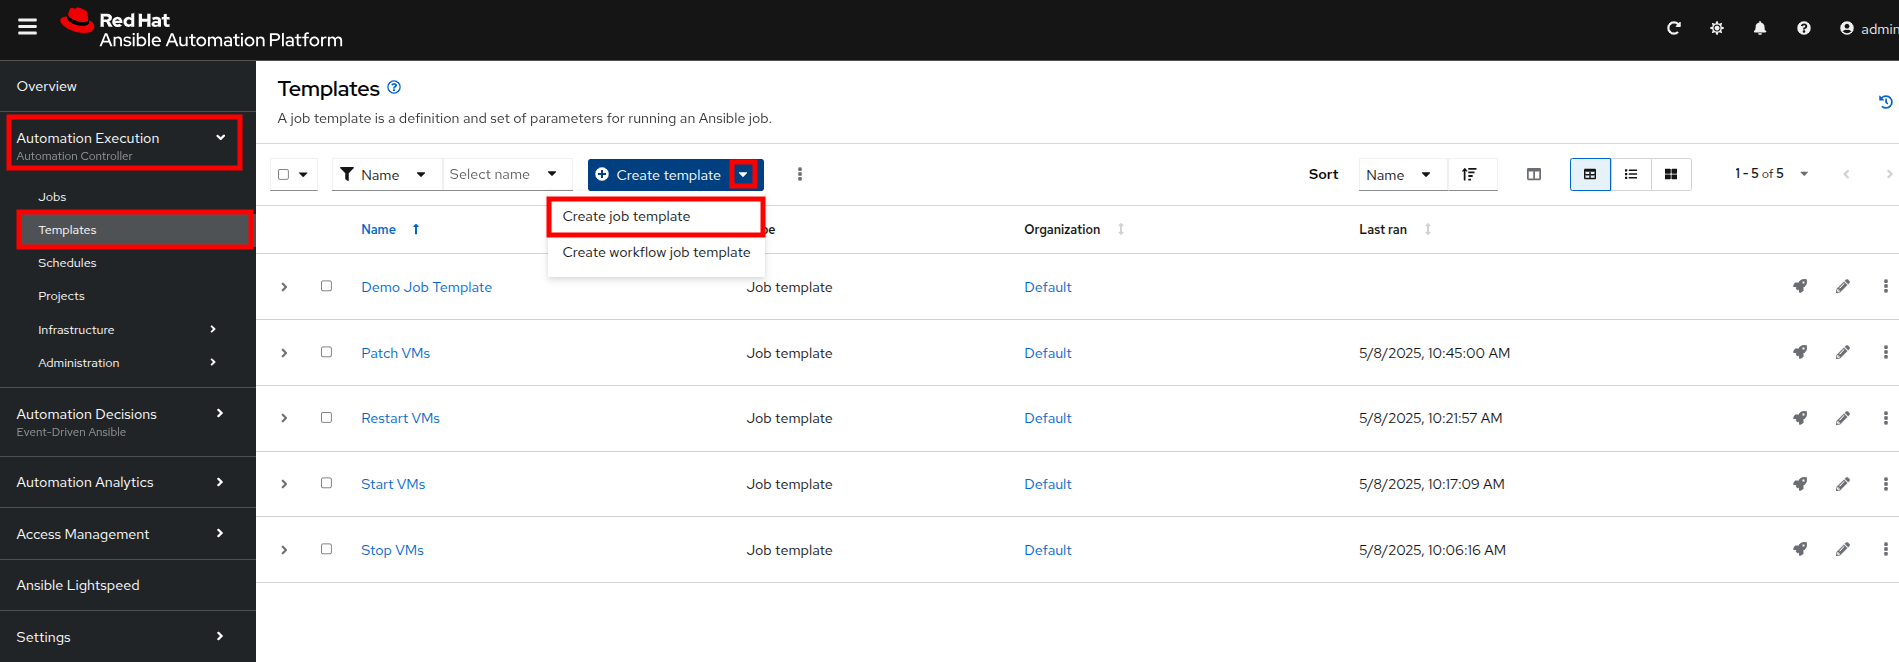 Red Hat
Ansible Automation Platform
admin
Overview
Automation Execution
Automation Controller
Jobs
Templates
Schedules
Projects
Infrastructure
Administration
Automation Decisions
Event-Driven Ansible
Automation Analytics
Access Management
Ansible Lightspeed
Settings
Templates
A job template is a definition and set of parameters for running an Ansible job.
Name Select name Create template Sort Name 1 - 5 of 5
Create job template
Create workflow job template
Name Organization Last ran
Demo Job Template Job template Default
Patch VMs Job template Default 5/8/2025, 10:45:00 AM
Restart VMs Job template Default 5/8/2025, 10:21:57 AM
Start VMs Job template Default 5/8/2025, 10:17:09 AM
Stop VMs Job template Default 5/8/2025, 10:06:16 AM